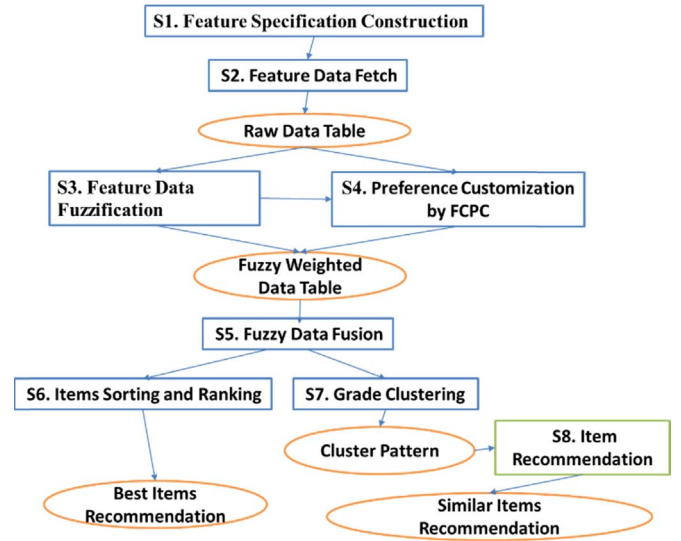 S1. Feature Specification Construction
S2. Feature Data Fetch
Raw Data Table
S3. Feature Data
Fuzzification
S4. Preference Customization
by FCPC
Fuzzy Weighted
Data Table
S5. Fuzzy Data Fusion
S6. Items Sorting and Ranking
S7. Grade Clustering
Cluster Pattern
S8. Item
Recommendation
Best Items
Recommendation
Similar Items
Recommendation